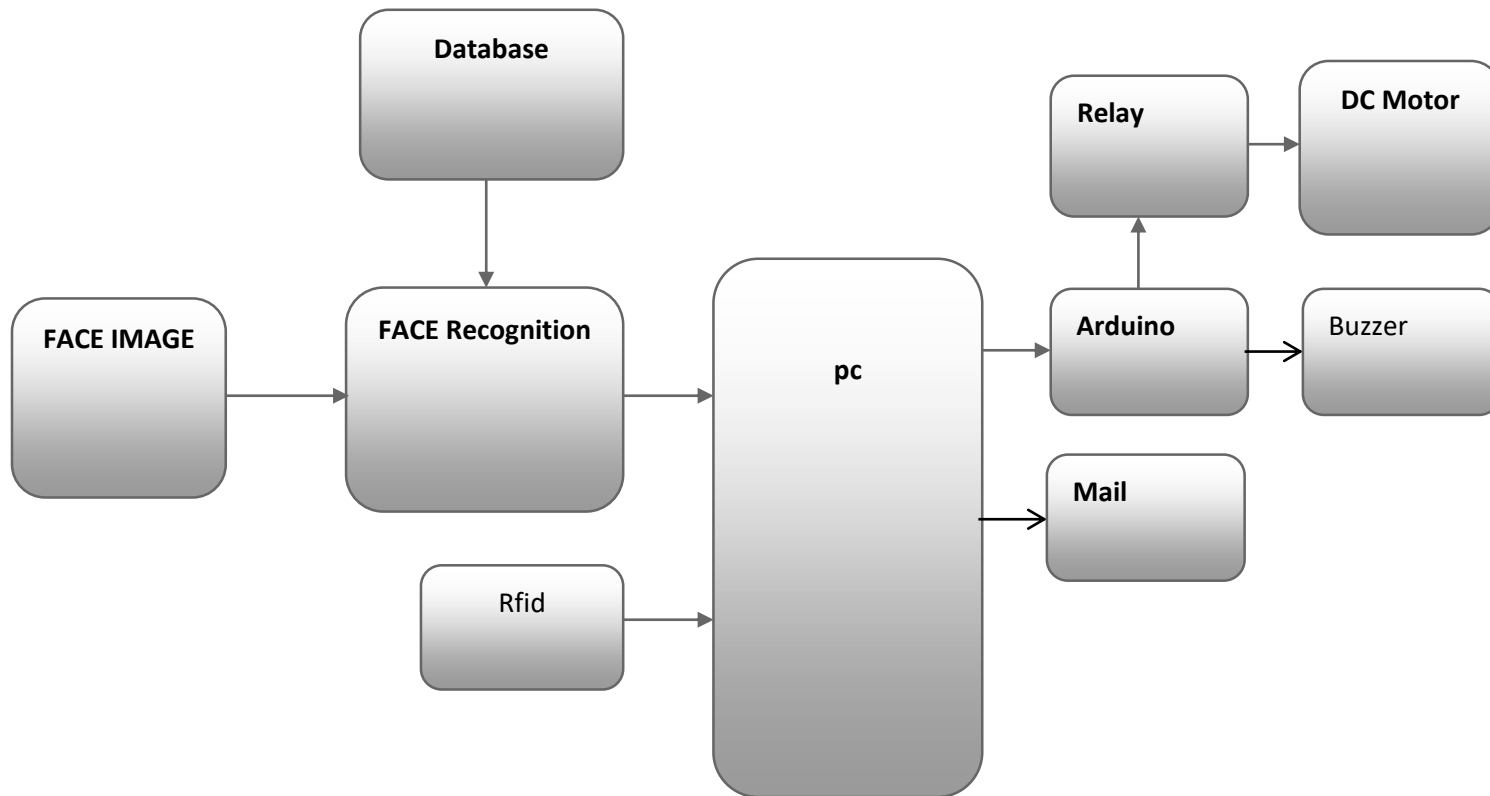 Database
Relay
DC Motor
FACE IMAGE
FACE Recognition
pc
Arduino
Buzzer
Mail
Rfid